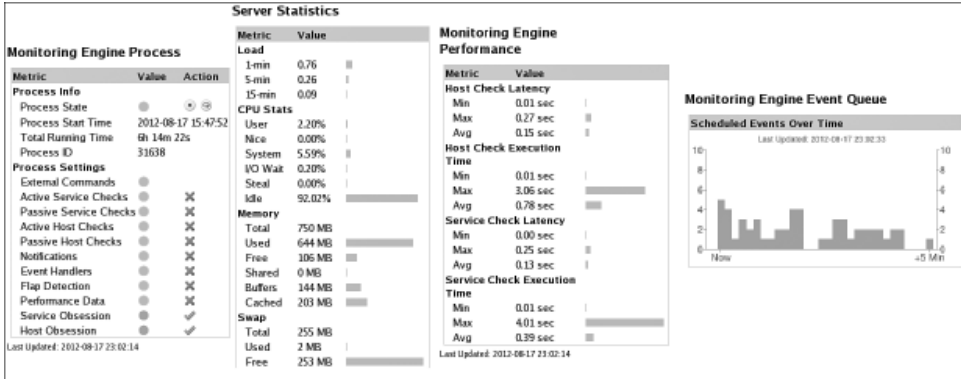 Monitoring Engine Process
Metric Value Action
Process Info
Process State
Process Start Time 2012-08-17 15:47:52
Total Running Time 6h 14m 22s
Process ID 31638
Process Settings
External Commands
Active Service Checks
Passive Service Checks
Active Host Checks
Passive Host Checks
Notifications
Event Handlers
Flap Detection
Performance Data
Service Obsession
Host Obsession
Last Updated: 2012-08-17 23:02:14
Server Statistics
Metric Value
Load
1-min 0.76
5-min 0.26
15-min 0.09
CPU Stats
User 2.20%
Nice 0.00%
System 5.59%
I/O Wait 0.20%
Steal 0.00%
Idle 92.02%
Memory
Total 750 MB
Used 644 MB
Free 106 MB
Shared 0 MB
Buffers 144 MB
Cached 203 MB
Swap
Total 255 MB
Used 2 MB
Free 253 MB
Monitoring Engine
Performance
Metric Value
Host Check Latency
Min 0.01 sec
Max 0.27 sec
Avg 0.15 sec
Host Check Execution
Time
Min 0.01 sec
Max 3.06 sec
Avg 0.78 sec
Service Check Latency
Min 0.00 sec
Max 0.25 sec
Avg 0.13 sec
Service Check Execution
Time
Min 0.01 sec
Max 4.01 sec
Avg 0.39 sec
Last Updated: 2012-08-17 23:02:14
Monitoring Engine Event Queue
Scheduled Events Over Time
Last Updated: 2012-08-17 23:02:33
10 10
8 8
6 6
4 4
2 2
0 0
Now +5 Min